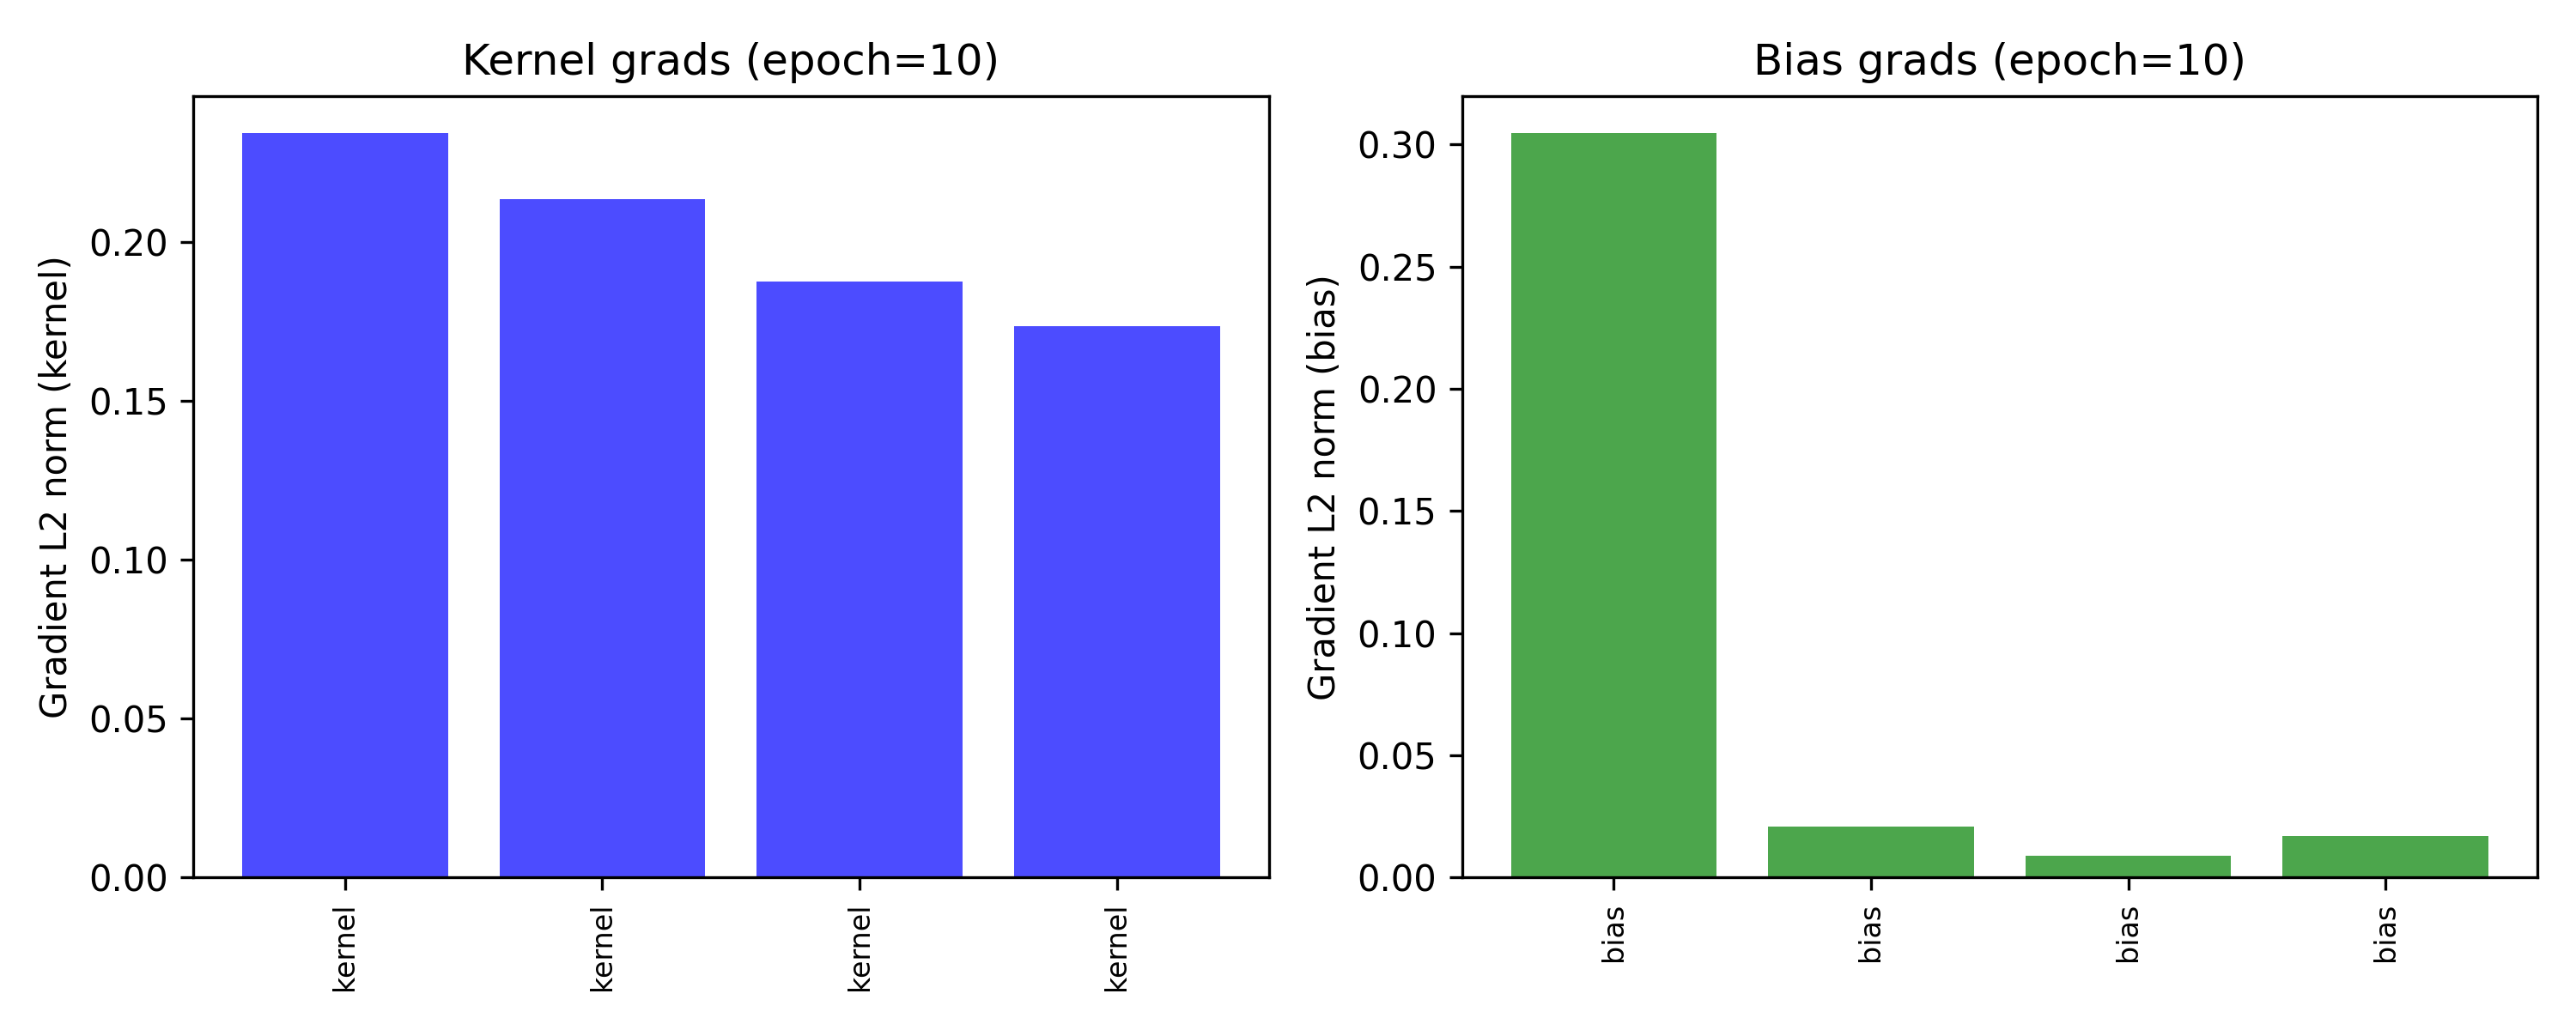 Kernel grads (epoch=10)
Gradient L2 norm (kernel)
0.20
0.15
0.10
0.05
0.00
kernel
kernel
kernel
kernel
Bias grads (epoch=10)
Gradient L2 norm (bias)
0.30
0.25
0.20
0.15
0.10
0.05
0.00
bias
bias
bias
bias